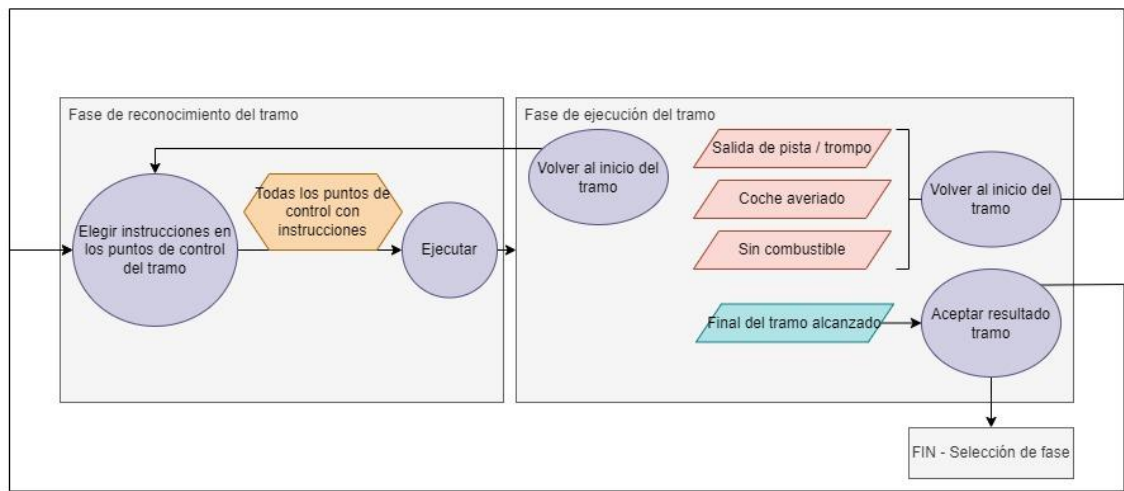 Fase de reconocimiento del tramo
Elegir instrucciones en
los puntos de control
del tramo
Todas los puntos de
control con
instrucciones
Ejecutar
Fase de ejecución del tramo
Volver al inicio del
tramo
Salida de pista / trompo
Coche averiado
Sin combustible
Volver al inicio del
tramo
Final del tramo alcanzado
Aceptar resultado
tramo
FIN - Selección de fase